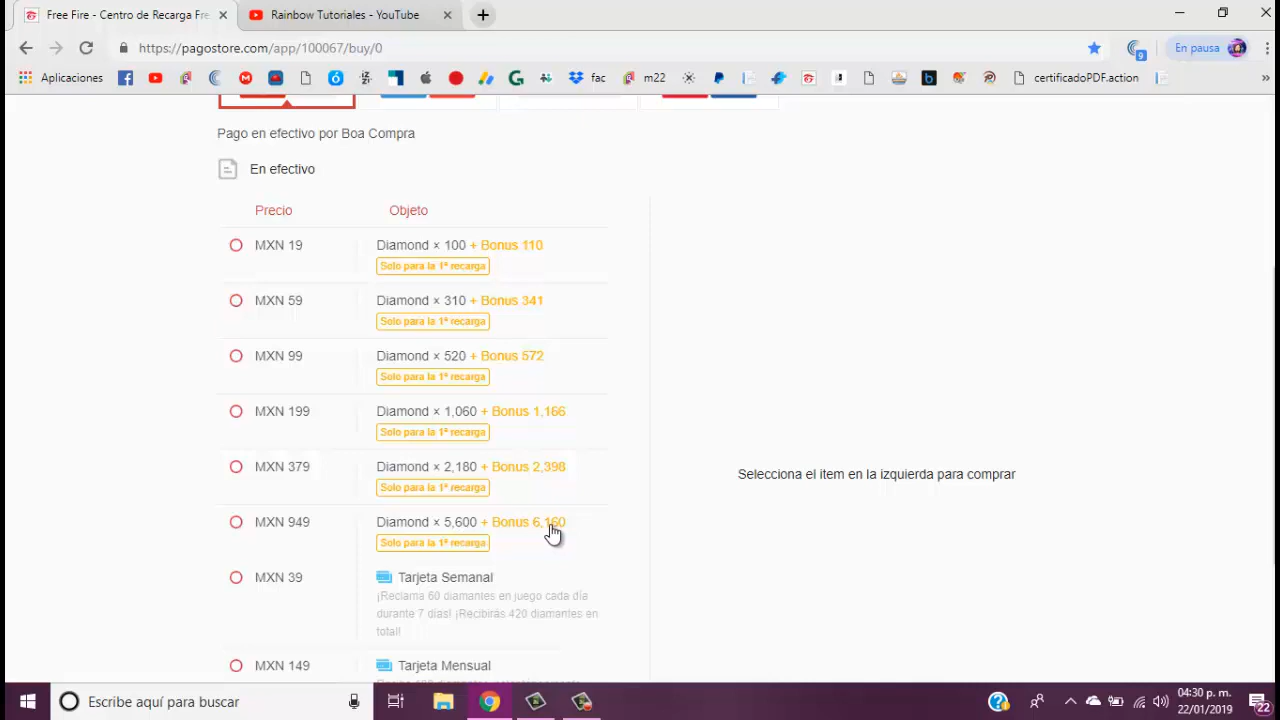 Free Fire - Centro de Recarga Fre
Rainbow Tutoriales - YouTube
https://pagostore.com/app/100067/buy/0
9
En pausa
Aplicaciones
fac
m22
certificadoPDF.action
»
Pago en efectivo por Boa Compra
En efectivo
Precio Objeto
MXN 19 Diamond × 100 + Bonus 110
Solo para la 1ª recarga
MXN 59 Diamond × 310 + Bonus 341
Solo para la 1ª recarga
MXN 99 Diamond × 520 + Bonus 572
Solo para la 1ª recarga
MXN 199 Diamond × 1,060 + Bonus 1,166
Solo para la 1ª recarga
MXN 379 Diamond × 2,180 + Bonus 2,398
Solo para la 1ª recarga
MXN 949 Diamond × 5,600 + Bonus 6,160
Solo para la 1ª recarga
MXN 39 Tarjeta Semanal
¡Reclama 60 diamantes en juego cada día
durante 7 días! ¡Recibirás 420 diamantes en
total!
MXN 149 Tarjeta Mensual
Selecciona el item en la izquierda para comprar
Escribe aquí para buscar
04:30 p. m.
22/01/2019
22